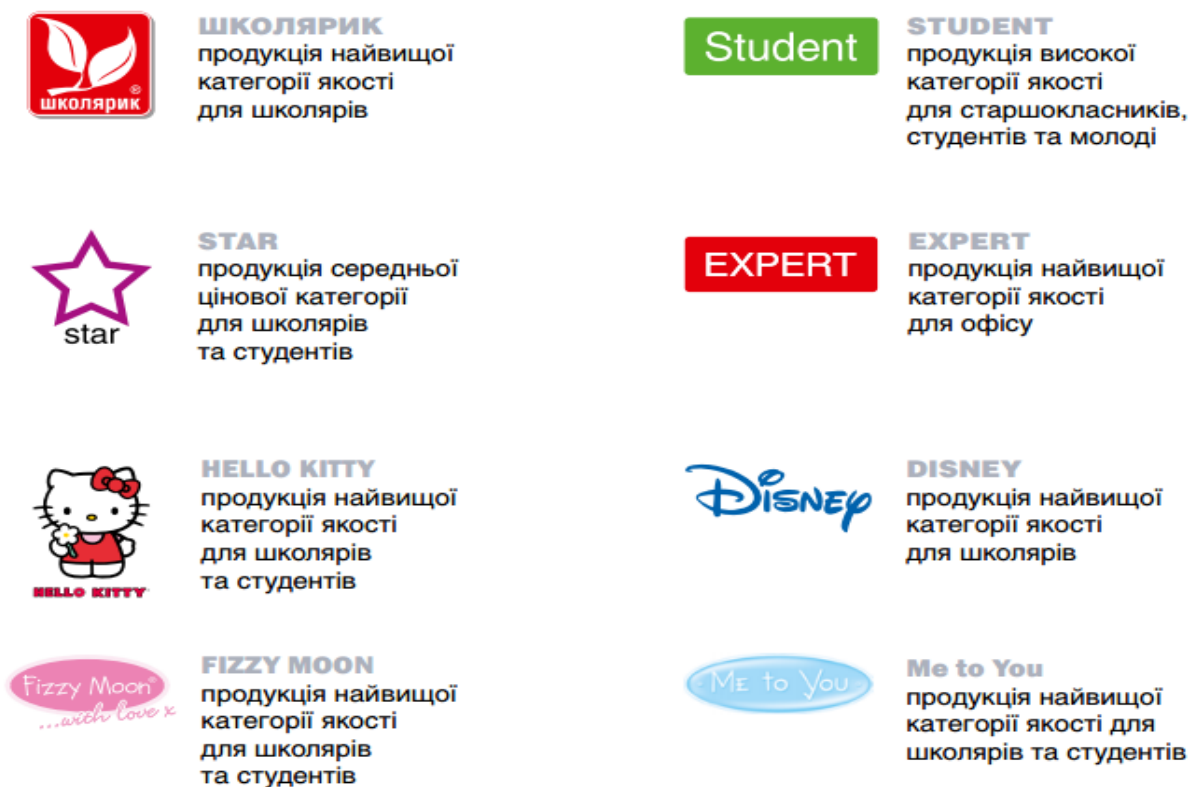 школярик
®
ШКОЛЯРИК
продукція найвищої
категорії якості
для школярів
Student
STUDENT
продукція високої
категорії якості
для старшокласників,
студентів та молоді
star
STAR
продукція середньої
цінової категорії
для школярів
та студентів
EXPERT
EXPERT
продукція найвищої
категорії якості
для офісу
HELLO KITTY
HELLO KITTY
продукція найвищої
категорії якості
для школярів
та студентів
Disney
DISNEY
продукція найвищої
категорії якості
для школярів
Fizzy Moon®
...with love x
FIZZY MOON
продукція найвищої
категорії якості
для школярів
та студентів
ME to You
Me to You
продукція найвищої
категорії якості для
школярів та студентів